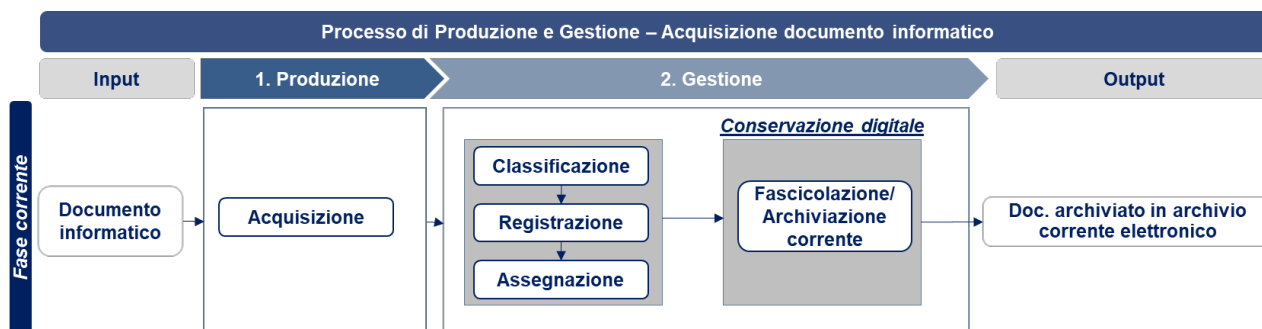 Processo di Produzione e Gestione – Acquisizione documento informatico
Input
1. Produzione
2. Gestione
Output
Fase corrente
Documento
informatico
Acquisizione
Classificazione
Registrazione
Assegnazione
Conservazione digitale
Fascicolazione/
Archiviazione
corrente
Doc. archiviato in archivio
corrente elettronico